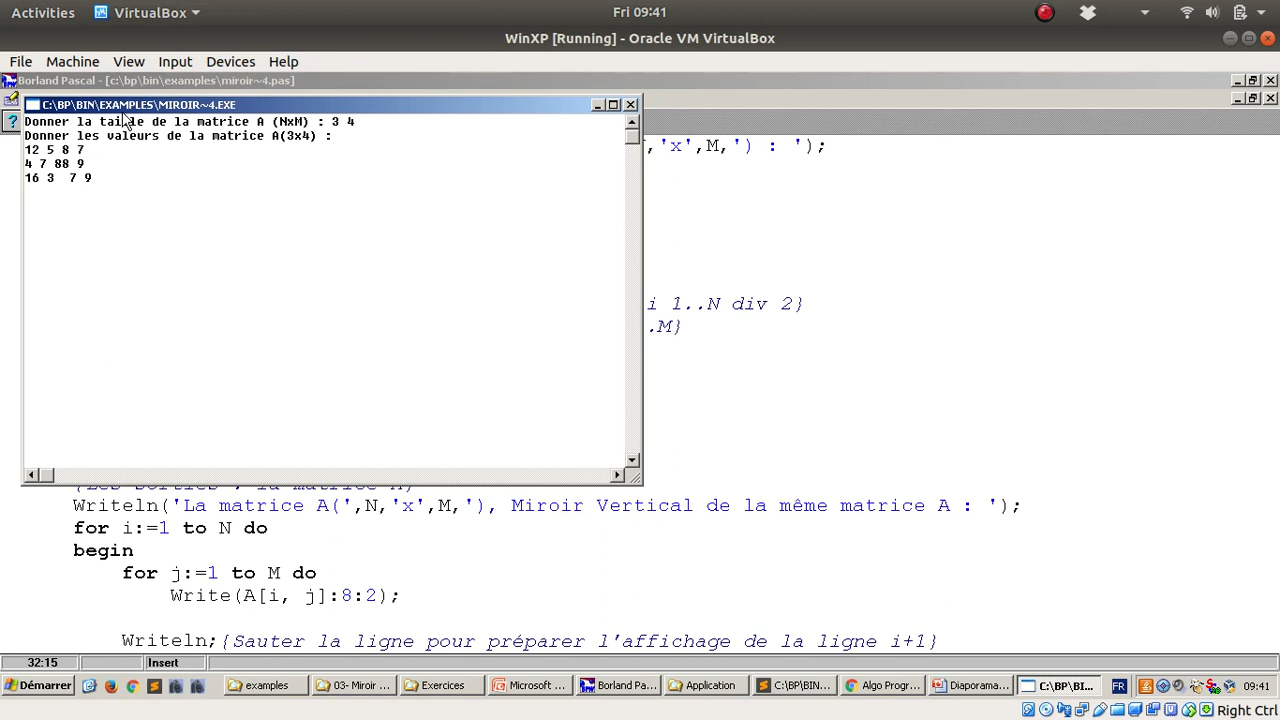 Activities VirtualBox Fri 09:41
WinXP [Running] - Oracle VM VirtualBox
File Machine View Input Devices Help
Borland Pascal - [c:\bp\bin\examples\miroir~4.pas]
C:\BP\BIN\EXAMPLES\MIROIR~4.EXE
Donner la taille de la matrice A (NxM) : 3 4
Donner les valeurs de la matrice A(3x4) :
,'x',M,') : ');
12 5 8 7
4 7 88 9
16 3 7 9
i 1..N div 2}
.M}
Writeln('La matrice A(',N,'x',M,'), Miroir Vertical de la même matrice A : ');
for i:=1 to N do
begin
for j:=1 to M do
Write(A[i, j]:8:2);
Writeln;{Sauter la ligne pour préparer l'affichage de la ligne i+1}
32:15 Insert
Démarrer examples 03- Miroir ... Exercices Microsoft ... Borland Pa... Application C:\BP\BIN... Algo Progr... Diaporama... C:\BP\BI... FR 09:41
Right Ctrl